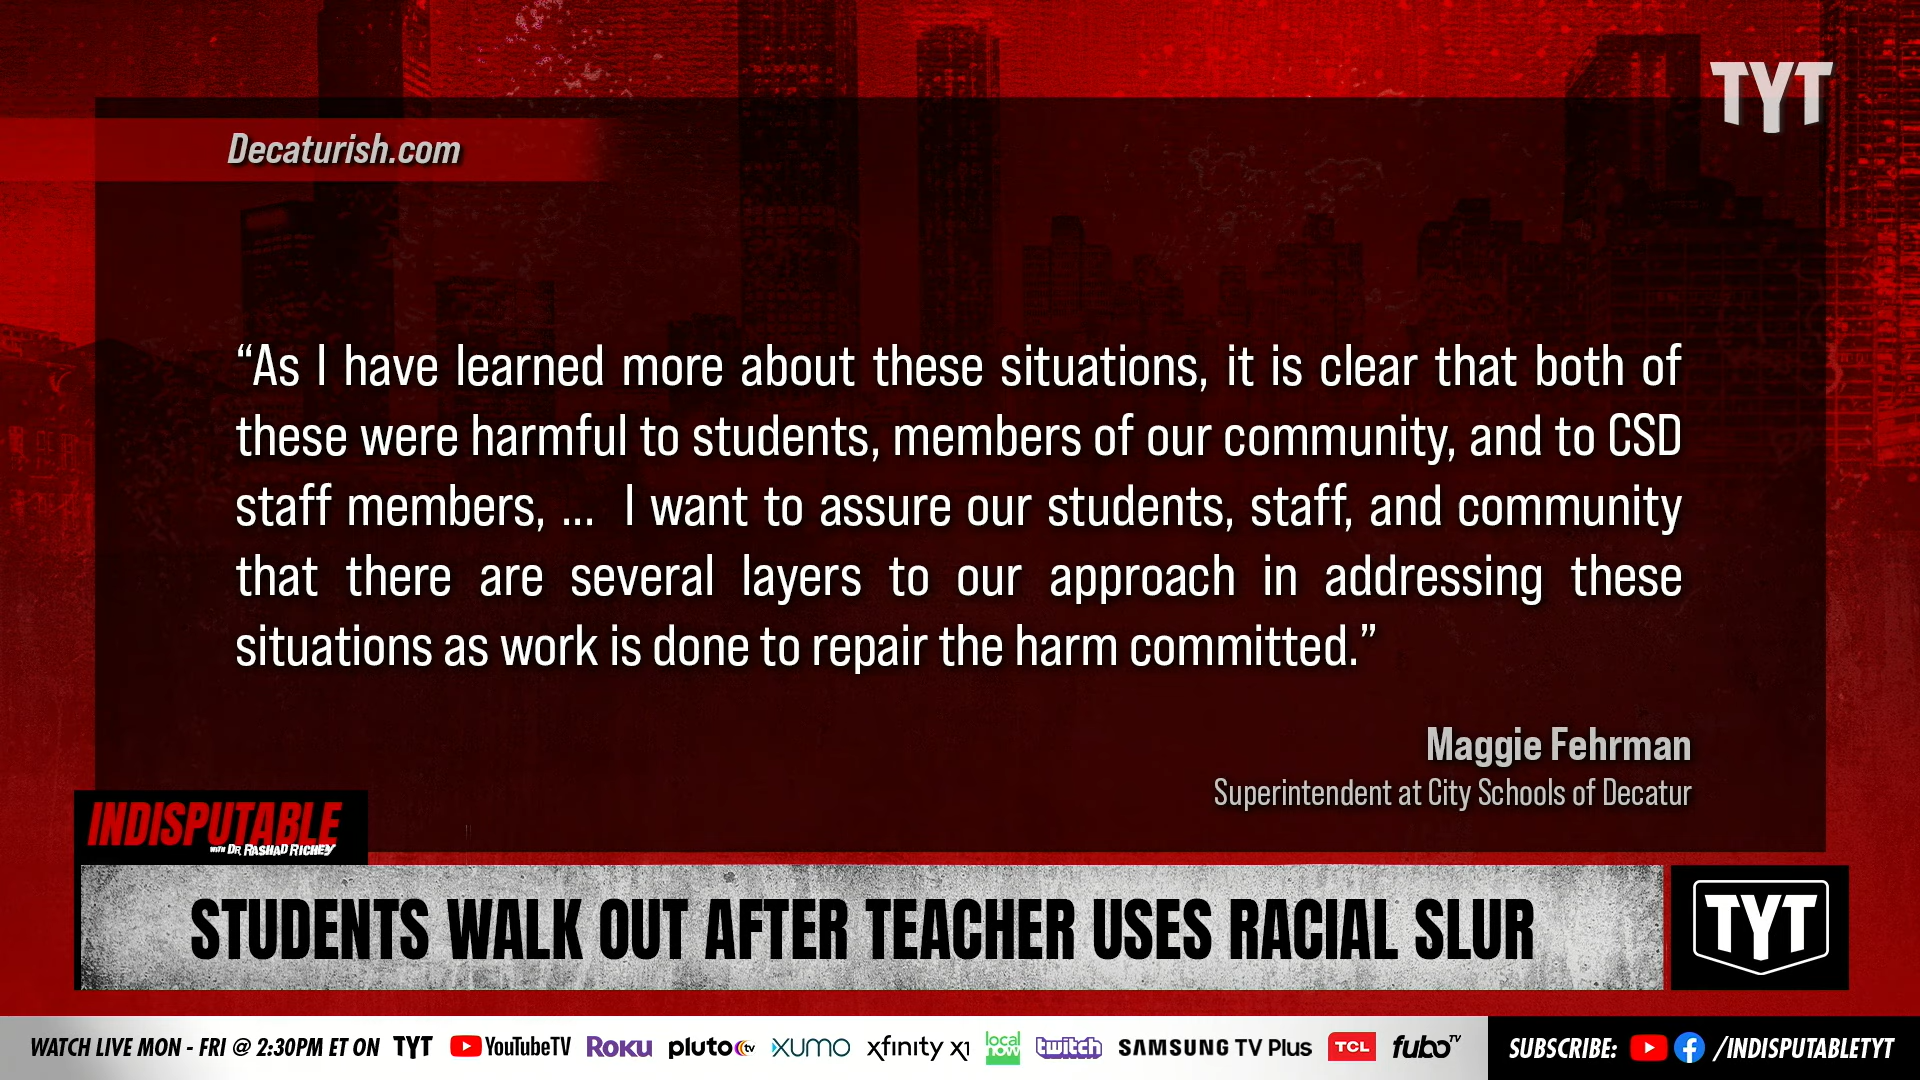 TYT
Decaturish.com
“As I have learned more about these situations, it is clear that both of
these were harmful to students, members of our community, and to CSD
staff members, ... I want to assure our students, staff, and community
that there are several layers to our approach in addressing these
situations as work is done to repair the harm committed.”
Maggie Fehrman
Superintendent at City Schools of Decatur
INDISPUTABLE
WITH DR RASHAD RICHEY
STUDENTS WALK OUT AFTER TEACHER USES RACIAL SLUR
TYT
WATCH LIVE MON - FRI @ 2:30PM ET ON TYT YouTubeTV ROKU pluto tv XUMO xfinity x1 local now twitch SAMSUNG TV Plus TCL fubo TV SUBSCRIBE: /INDISPUTABLETYT